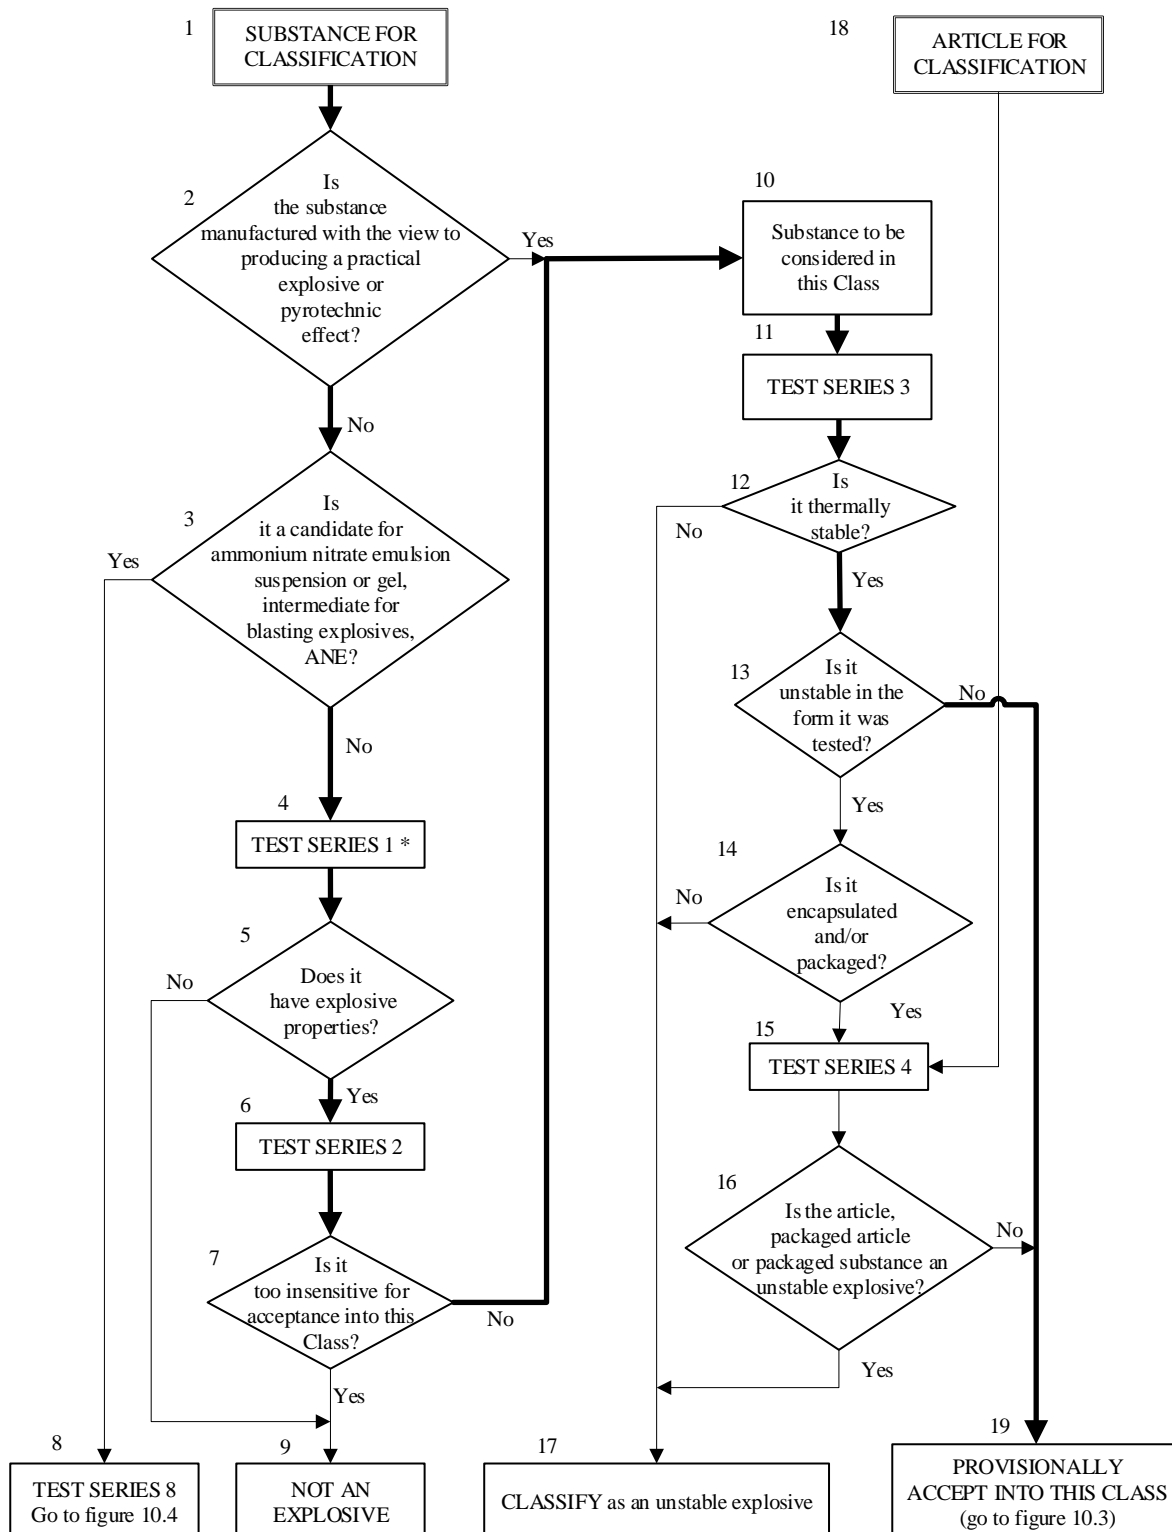 1
SUBSTANCE FOR
CLASSIFICATION
2
Is
the substance
manufactured with the view to
producing a practical
explosive or
pyrotechnic
effect?
Yes
No
3
Is
it a candidate for
ammonium nitrate emulsion
suspension or gel,
intermediate for
blasting explosives,
ANE?
Yes
No
4
TEST SERIES 1 *
5
Does it
have explosive
properties?
No
Yes
6
TEST SERIES 2
7
Is it
too insensitive for
acceptance into this
Class?
No
Yes
8
TEST SERIES 8
Go to figure 10.4
9
NOT AN
EXPLOSIVE
10
Substance to be
considered in
this Class
11
TEST SERIES 3
12
Is
it thermally
stable?
No
Yes
13
Is it
unstable in the
form it was
tested?
No
Yes
14
Is it
encapsulated
and/or
packaged?
No
Yes
15
TEST SERIES 4
16
Is the article,
packaged article
or packaged substance an
unstable explosive?
No
Yes
17
CLASSIFY as an unstable explosive
18
ARTICLE FOR
CLASSIFICATION
19
PROVISIONALLY
ACCEPT INTO THIS CLASS
(go to figure 10.3)